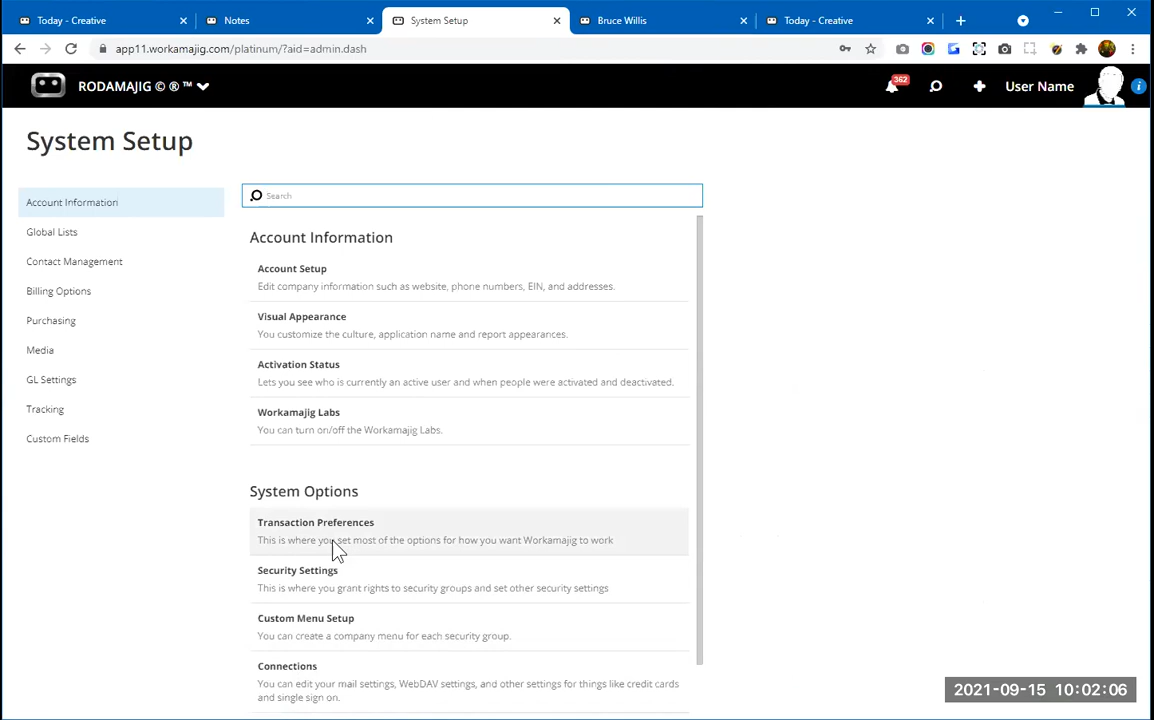 Today - Creative
Notes
System Setup
Bruce Willis
Today - Creative
app11.workamajig.com/platinum/?aid=admin.dash
RODAMAJIG © ® ™
362
User Name
i
System Setup
Account Information
Global Lists
Contact Management
Billing Options
Purchasing
Media
GL Settings
Tracking
Custom Fields
Search
Account Information
Account Setup
Edit company information such as website, phone numbers, EIN, and addresses.
Visual Appearance
You customize the culture, application name and report appearances.
Activation Status
Lets you see who is currently an active user and when people were activated and deactivated.
Workamajig Labs
You can turn on/off the Workamajig Labs.
System Options
Transaction Preferences
This is where you set most of the options for how you want Workamajig to work
Security Settings
This is where you grant rights to security groups and set other security settings
Custom Menu Setup
You can create a company menu for each security group.
Connections
You can edit your mail settings, WebDAV settings, and other settings for things like credit cards
and single sign on.
2021-09-15 10:02:06